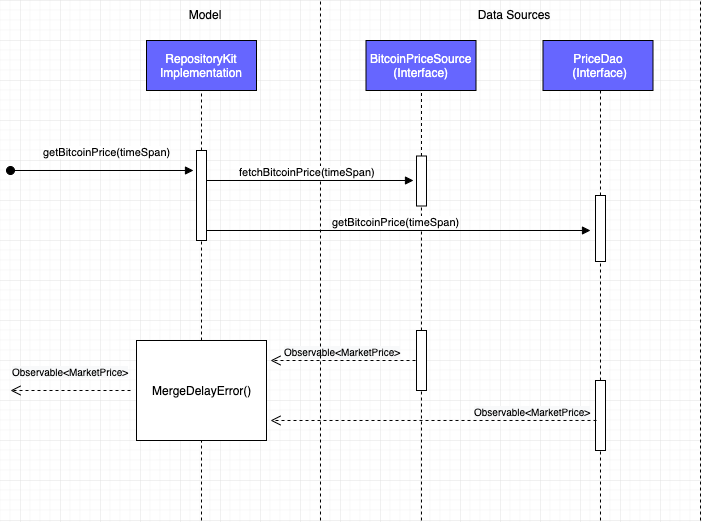 Model
Data Sources
RepositoryKit
Implementation
BitcoinPriceSource
(Interface)
PriceDao
(Interface)
getBitcoinPrice(timeSpan)
fetchBitcoinPrice(timeSpan)
getBitcoinPrice(timeSpan)
Observable<MarketPrice>
Observable<MarketPrice>
MergeDelayError()
Observable<MarketPrice>